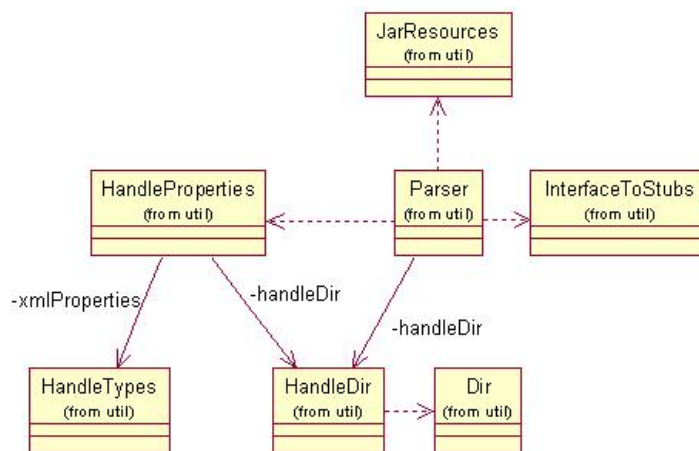 JarResources
(from util)
HandleProperties
(from util)
Parser
(from util)
InterfaceToStubs
(from util)
-xmlProperties
-handleDir
-handleDir
HandleTypes
(from util)
HandleDir
(from util)
Dir
(from util)